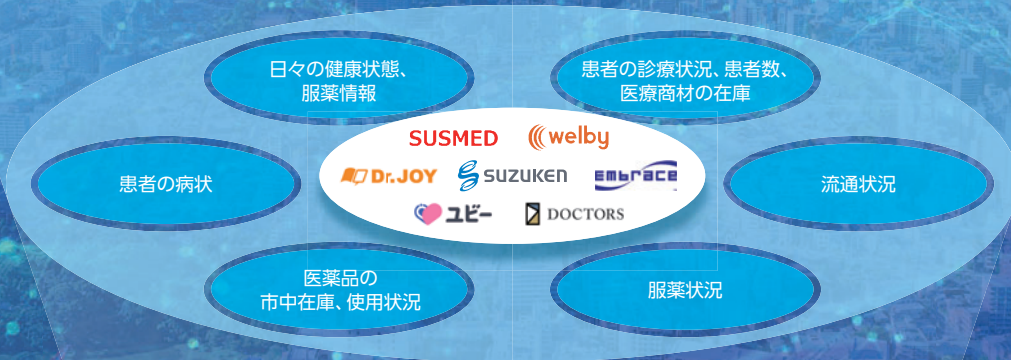 日々の健康状態、
服薬情報
患者の診療状況、患者数、
医療商材の在庫
SUSMED
welby
患者の病状
Dr.JOY
SUZUKEN
EMBRACE
流通状況
ユビー
DOCTORS
医薬品の
市中在庫、使用状況
服薬状況